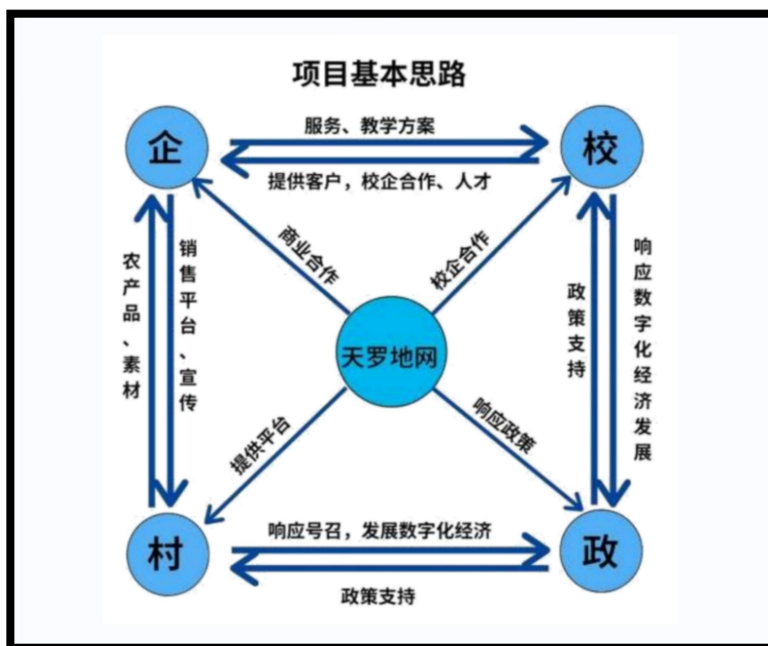 项目基本思路
企
服务、教学方案
校
提供客户，校企合作、人才
商业合作
校企合作
农产品、素材
销售平台、宣传
天罗地网
政策支持
响应数字化经济发展
提供平台
响应政策
村
响应号召，发展数字化经济
政
政策支持